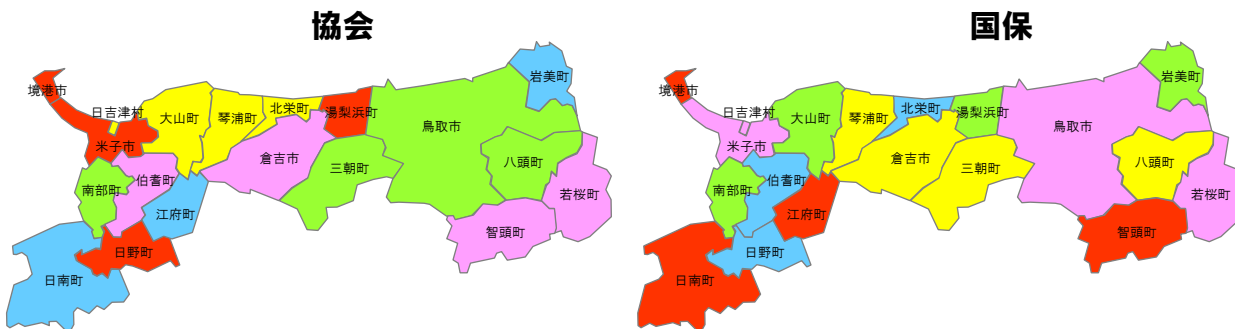 協会
境港市
日吉津村
米子市
大山町
琴浦町
北栄町
湯梨浜町
鳥取市
岩美町
倉吉市
三朝町
八頭町
若桜町
智頭町
南部町
伯耆町
江府町
日野町
日南町
国保
境港市
日吉津村
米子市
大山町
琴浦町
北栄町
湯梨浜町
鳥取市
岩美町
倉吉市
三朝町
八頭町
若桜町
智頭町
南部町
伯耆町
江府町
日野町
日南町